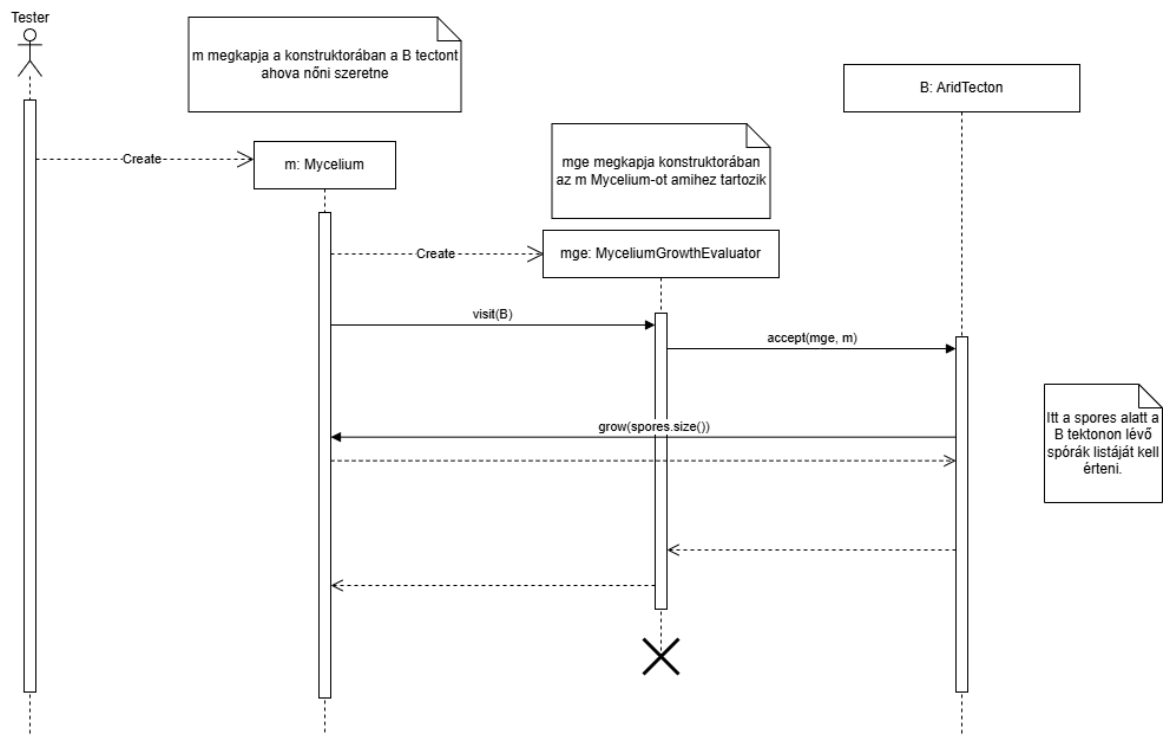 Tester
m megkapja a konstruktorában a B tectont
ahova nőni szeretne
B: AridTecton
Create
m: Mycelium
mge megkapja konstruktorában
az m Mycelium-ot amihez tartozik
Create
mge: MyceliumGrowthEvaluator
visit(B)
accept(mge, m)
grow(spores.size())
Itt a spores alatt a
B tektonon lévő
spórák listáját kell
érteni.